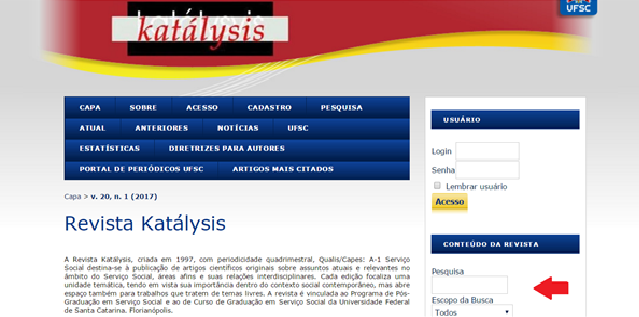 katálysis
UFSC
CAPA SOBRE ACESSO CADASTRO PESQUISA
ATUAL ANTERIORES NOTÍCIAS UFSC
ESTATÍSTICAS DIRETRIZES PARA AUTORES
PORTAL DE PERIÓDICOS UFSC ARTIGOS MAIS CITADOS
Capa > v. 20, n. 1 (2017)
Revista Katálysis
A Revista Katálysis, criada em 1997, com periodicidade quadrimestral, Qualis/Capes: A-1 Serviço
Social destina-se à publicação de artigos científicos originais sobre assuntos atuais e relevantes no
âmbito do Serviço Social, áreas afins e suas relações interdisciplinares. Cada edição focaliza uma
unidade temática, tendo em vista sua importância dentro do contexto social contemporâneo, mas abre
espaço também para trabalhos que tratem de temas livres. A revista é vinculada ao Programa de Pós-
Graduação em Serviço Social e ao de Curso de Graduação em Serviço Social da Universidade Federal
de Santa Catarina. Florianópolis.
USUÁRIO
Login
Senha
Lembrar usuário
Acesso
CONTEÚDO DA REVISTA
Pesquisa
Escopo da Busca
Todos